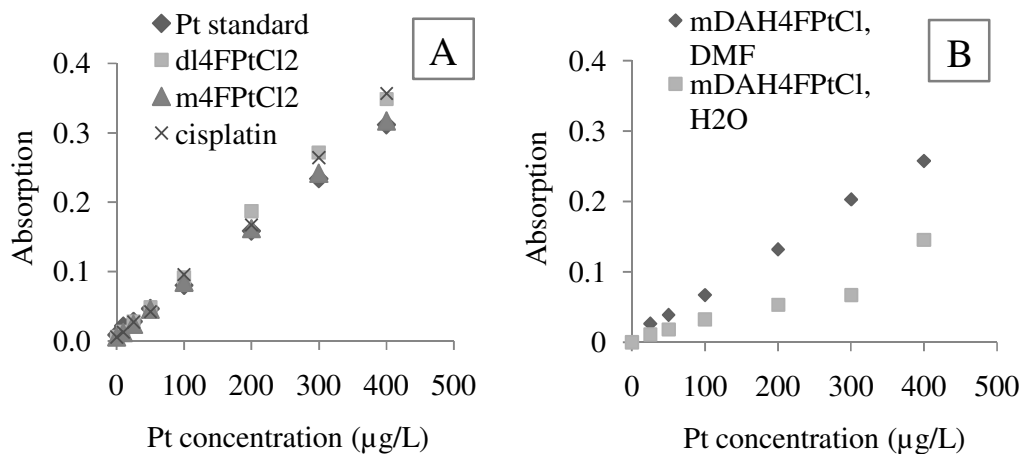 Pt standard
dl4FPtCl2
m4FPtCl2
cisplatin
A
0.4
0.3
0.2
0.1
0.0
Absorption
0 100 200 300 400 500
Pt concentration (µg/L)
mDAH4FPtCl,
DMF
mDAH4FPtCl,
H2O
B
0.4
0.3
0.2
0.1
0
Absorption
0 100 200 300 400 500
Pt concentration (µg/L)